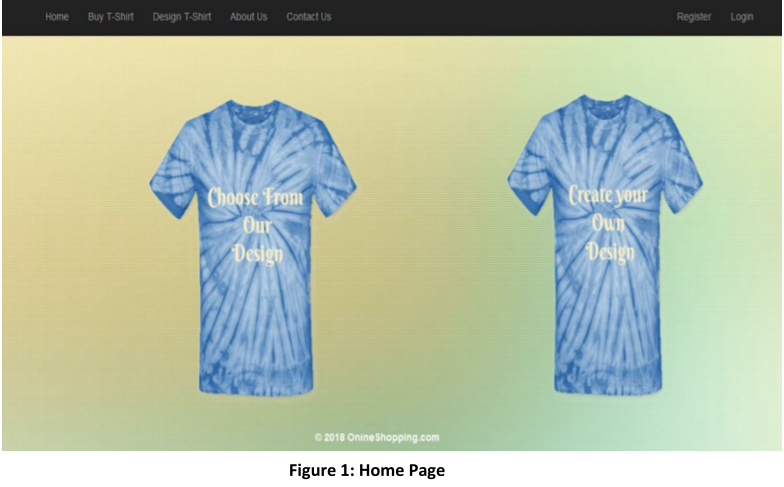 Home Buy T-Shirt Design T-Shirt About Us Contact Us Register Login
Choose From
Our
Design
Create your
Own
Design
© 2018 OnineShopping.com
Figure 1: Home Page